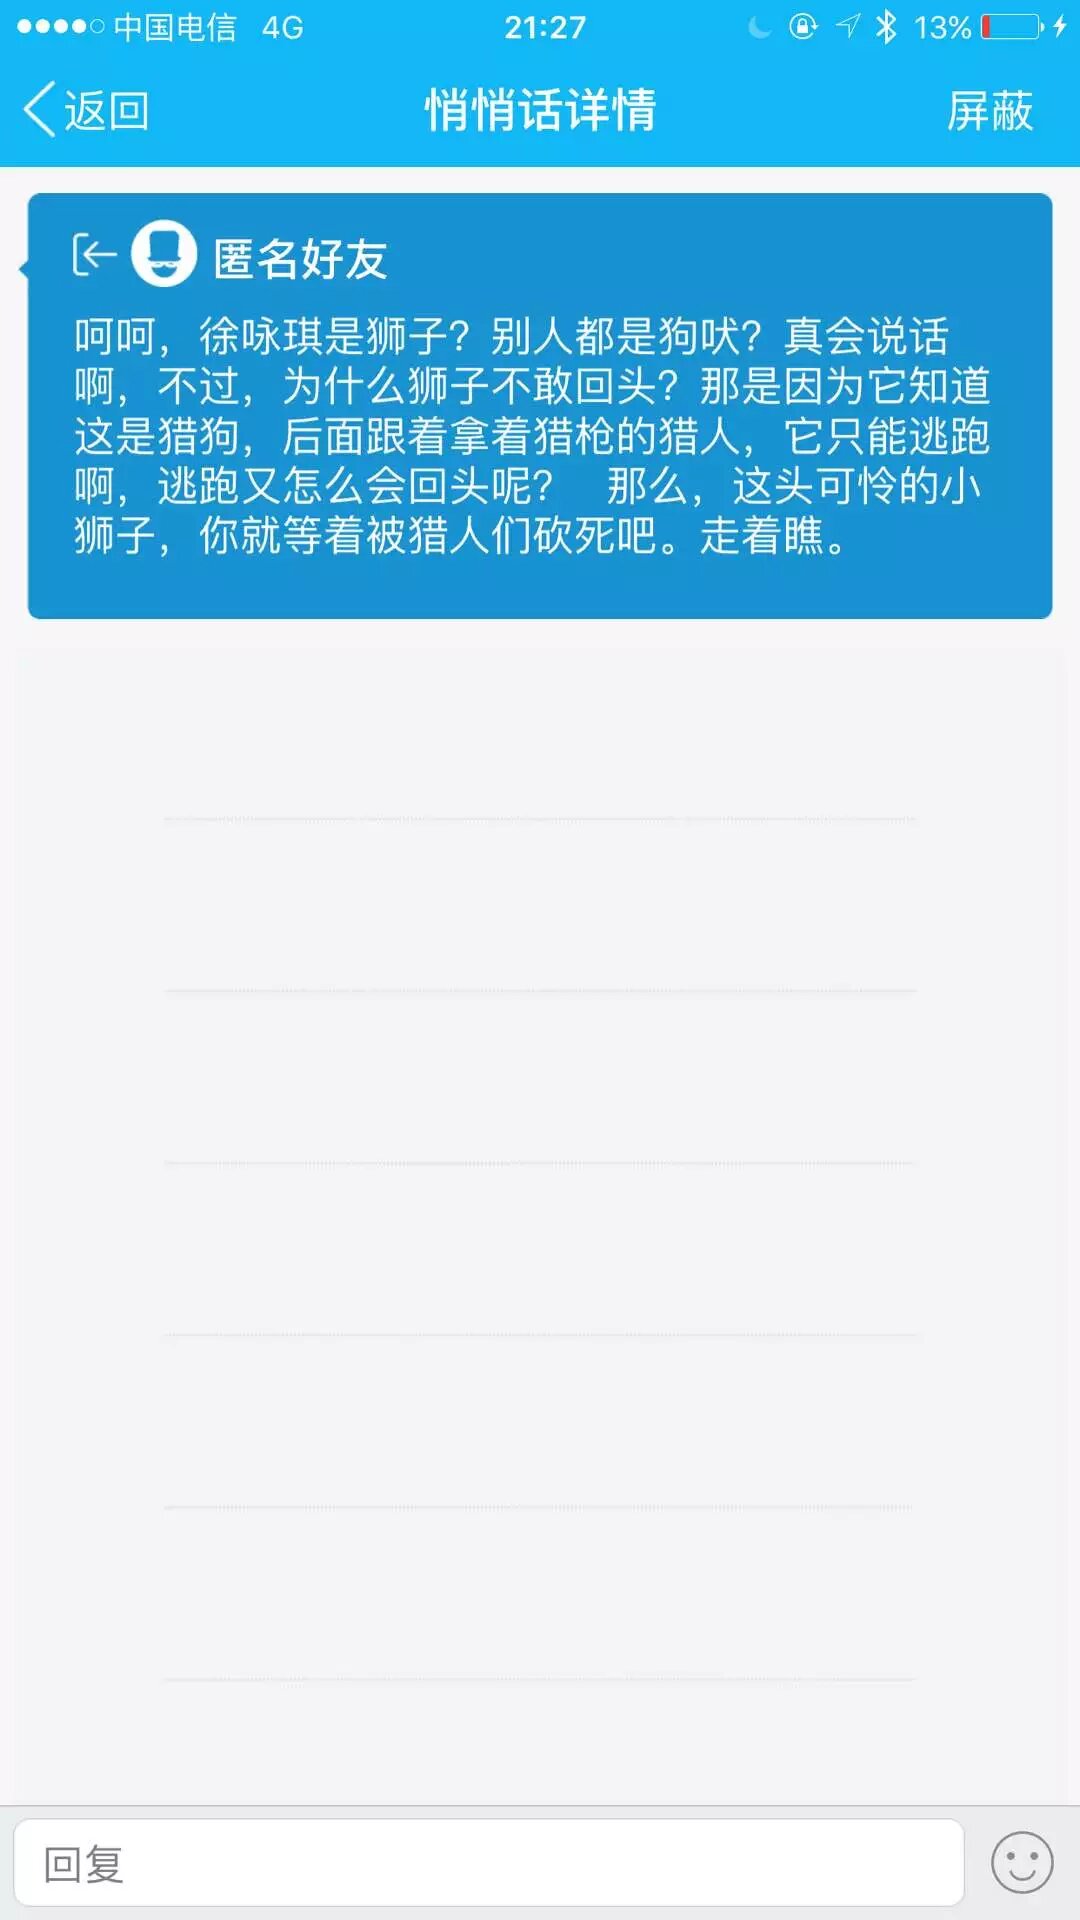 中国电信 4G 21:27 13%
返回 悄悄话详情 屏蔽
匿名好友
呵呵，徐咏琪是狮子？别人都是狗吠？真会说话
啊，不过，为什么狮子不敢回头？那是因为它知道
这是猎狗，后面跟着拿着猎枪的猎人，它只能逃跑
啊，逃跑又怎么会回头呢？ 那么，这头可怜的小
狮子，你就等着被猎人们砍死吧。走着瞧。
回复